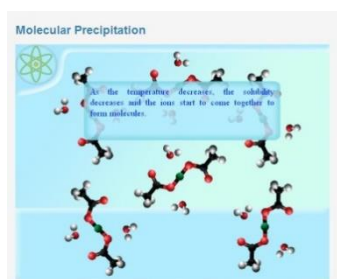 Molecular Precipitation
As the temperature decreases, the solubility
decreases and the ions start to come together to
form molecules.